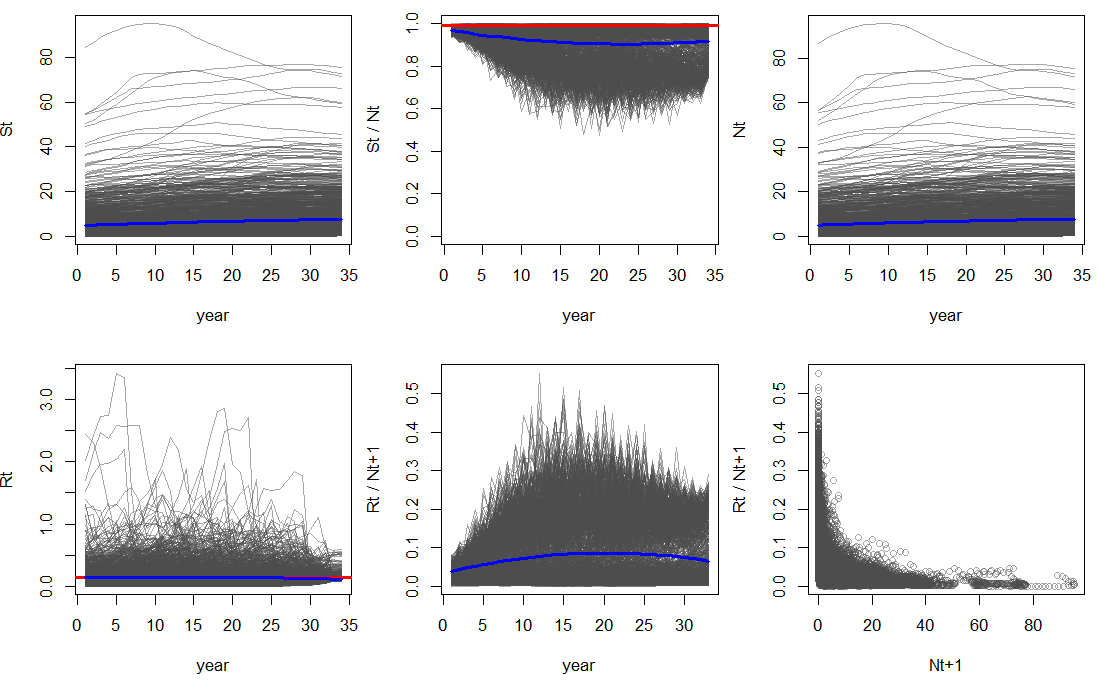 St
0 20 40 60 80
0 5 10 15 20 25 30 35
year
St / Nt
0.0 0.2 0.4 0.6 0.8 1.0
0 5 10 15 20 25 30 35
year
Nt
0 20 40 60 80
0 5 10 15 20 25 30 35
year
Rt
0.0 1.0 2.0 3.0
0 5 10 15 20 25 30 35
year
Rt / Nt+1
0.0 0.1 0.2 0.3 0.4 0.5
0 5 10 15 20 25 30
year
Rt / Nt+1
0.0 0.1 0.2 0.3 0.4 0.5
0 20 40 60 80
Nt+1